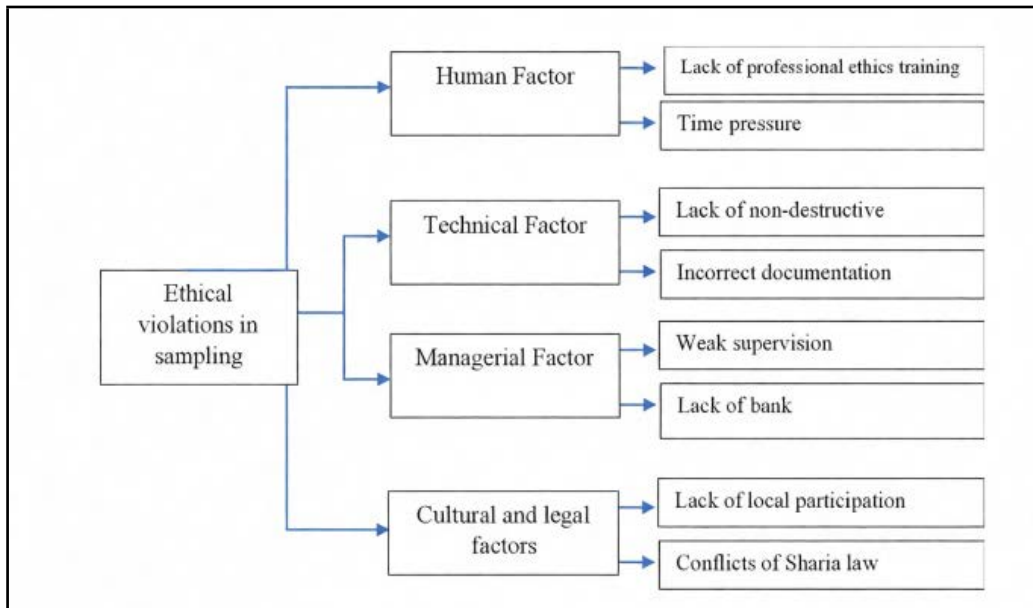 Ethical
violations in
sampling
Human Factor
Lack of professional ethics training
Time pressure
Technical Factor
Lack of non-destructive
Incorrect documentation
Managerial Factor
Weak supervision
Lack of bank
Cultural and legal
factors
Lack of local participation
Conflicts of Sharia law